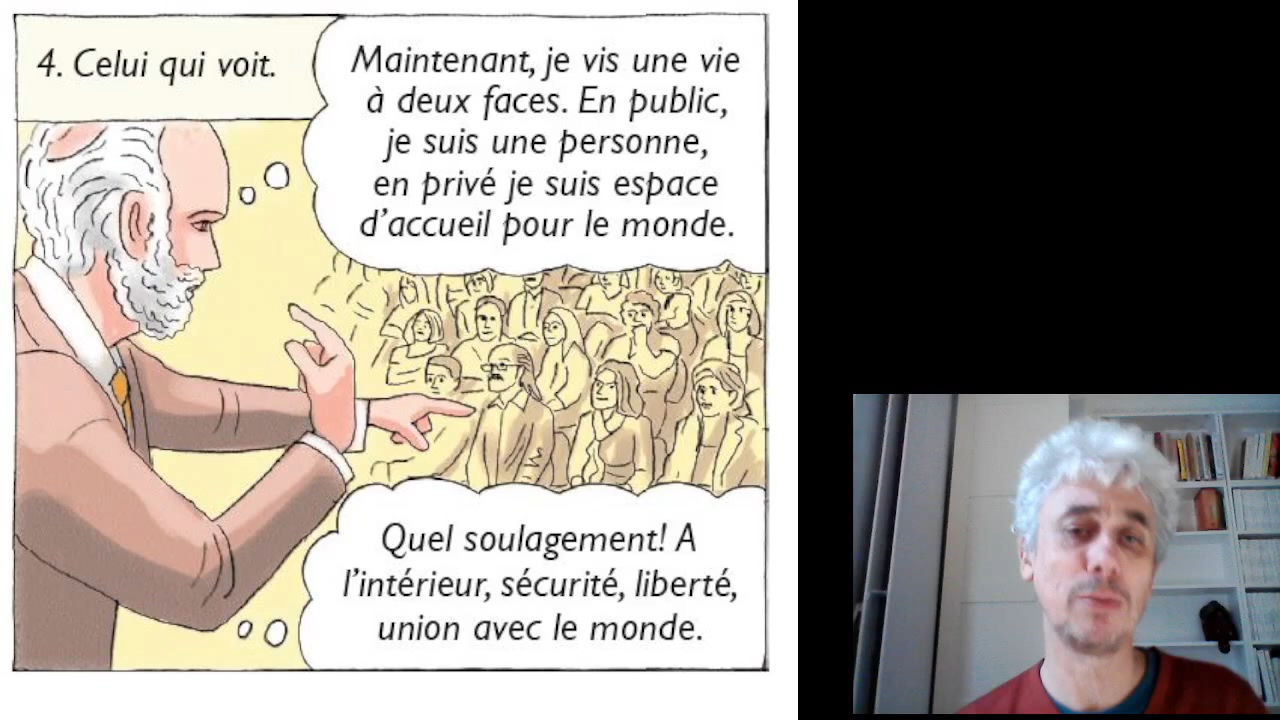 4. Celui qui voit.
Maintenant, je vis une vie
à deux faces. En public,
je suis une personne,
en privé je suis espace
d'accueil pour le monde.
Quel soulagement! A
l'intérieur, sécurité, liberté,
union avec le monde.